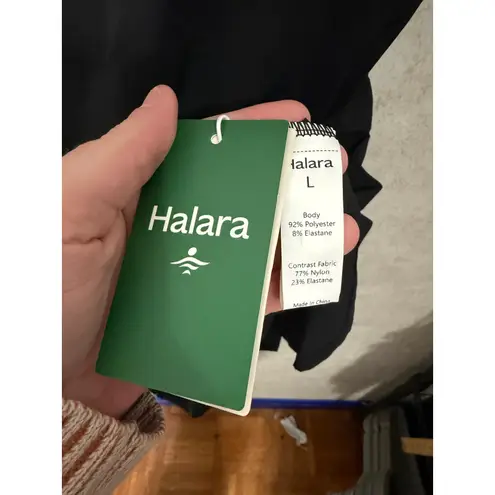 Halara
Halara
L
Body
92% Polyester
8% Elastane
Contrast Fabric
77% Nylon
23% Elastane
Made in China